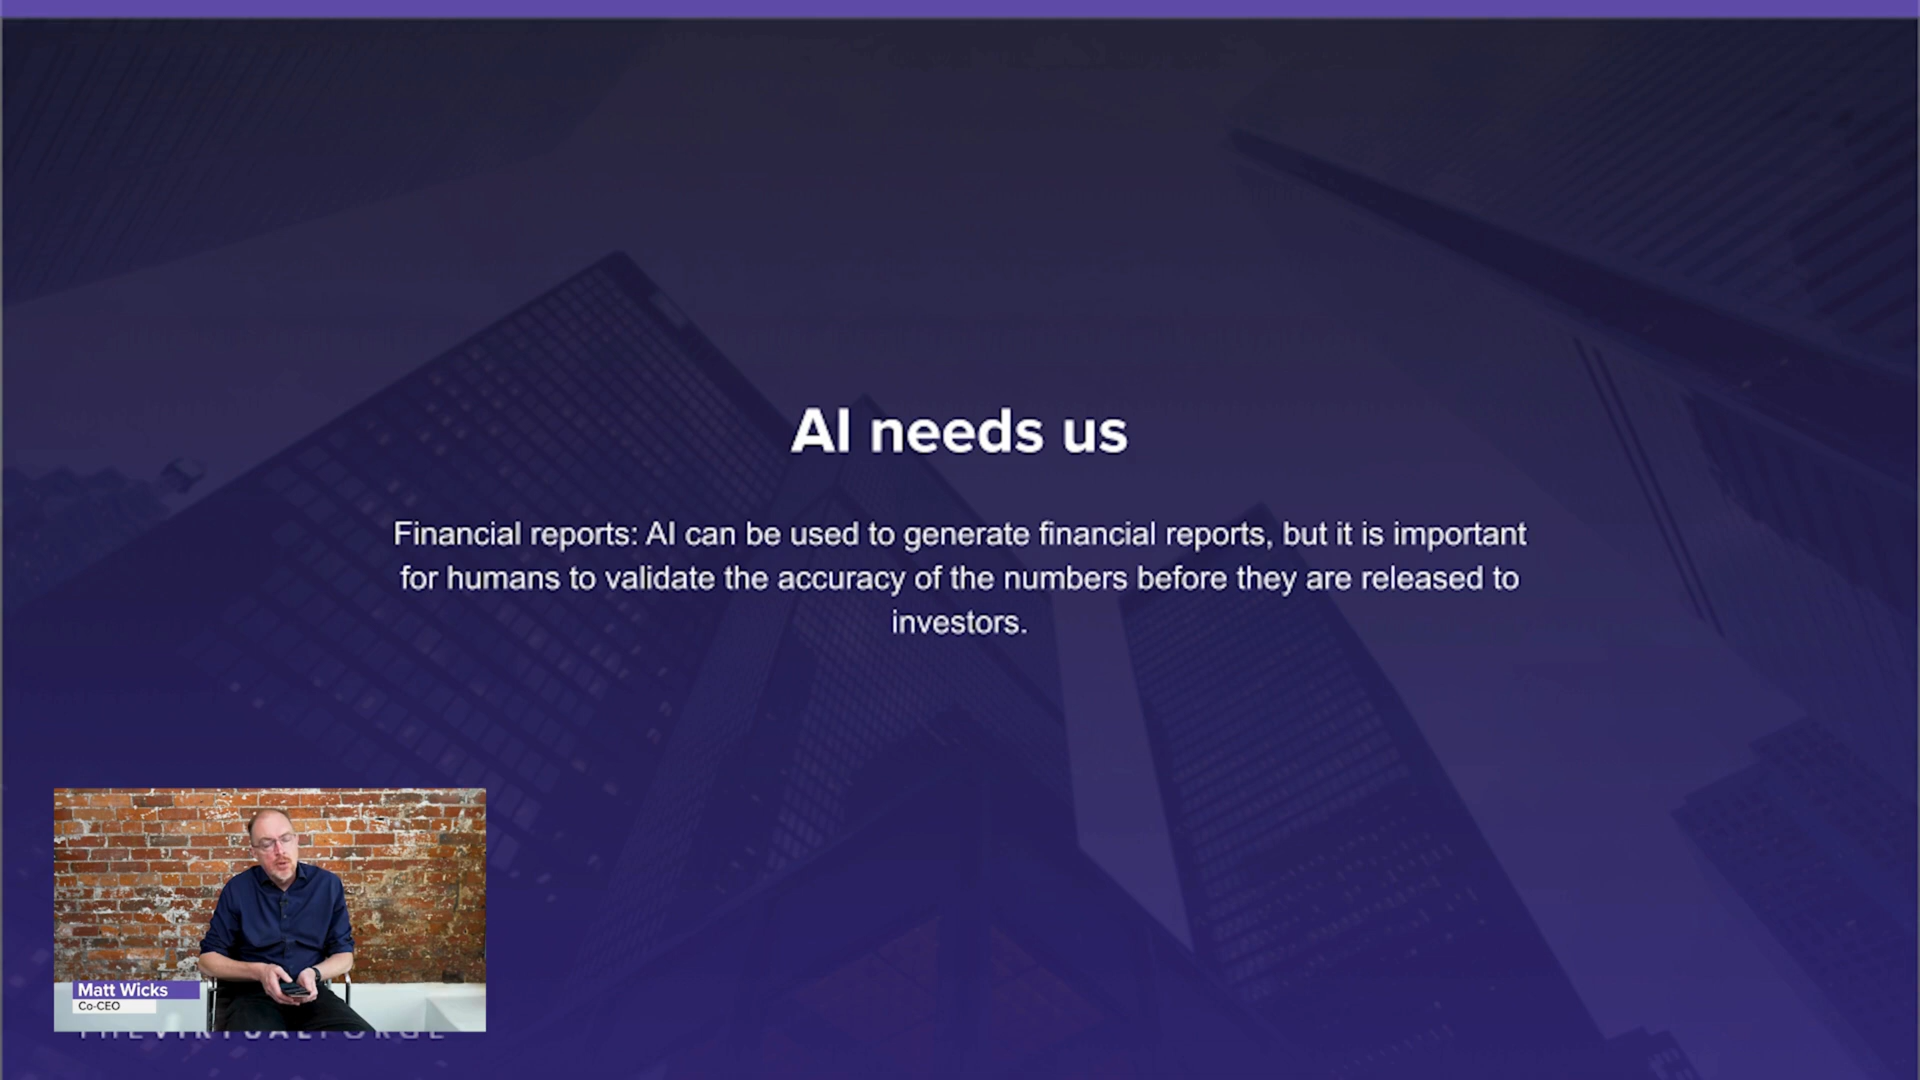 AI needs us
Financial reports: AI can be used to generate financial reports, but it is important
for humans to validate the accuracy of the numbers before they are released to
investors.
Matt Wicks
Co-CEO
THEVIRTUALFORGE